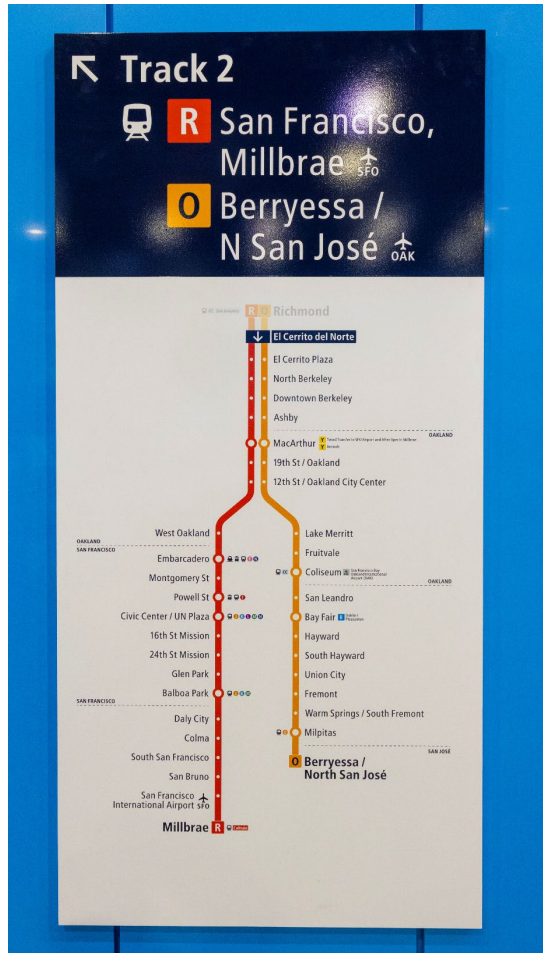 Track 2
R San Francisco,
Millbrae SFO
O Berryessa /
N San José OAK
R O Richmond
El Cerrito del Norte
El Cerrito Plaza
North Berkeley
Downtown Berkeley
Ashby
OAKLAND
MacArthur Y
Y
19th St / Oakland
12th St / Oakland City Center
West Oakland
OAKLAND
SAN FRANCISCO
Embarcadero
Montgomery St
Powell St
Civic Center / UN Plaza
16th St Mission
24th St Mission
Glen Park
Balboa Park
SAN FRANCISCO
Daly City
Colma
South San Francisco
San Bruno
San Francisco
International Airport SFO
Millbrae R Caltrain
Lake Merritt
Fruitvale
Coliseum
OAKLAND
San Leandro
Bay Fair
Hayward
South Hayward
Union City
Fremont
Warm Springs / South Fremont
Milpitas
SAN JOSÉ
O Berryessa /
North San José